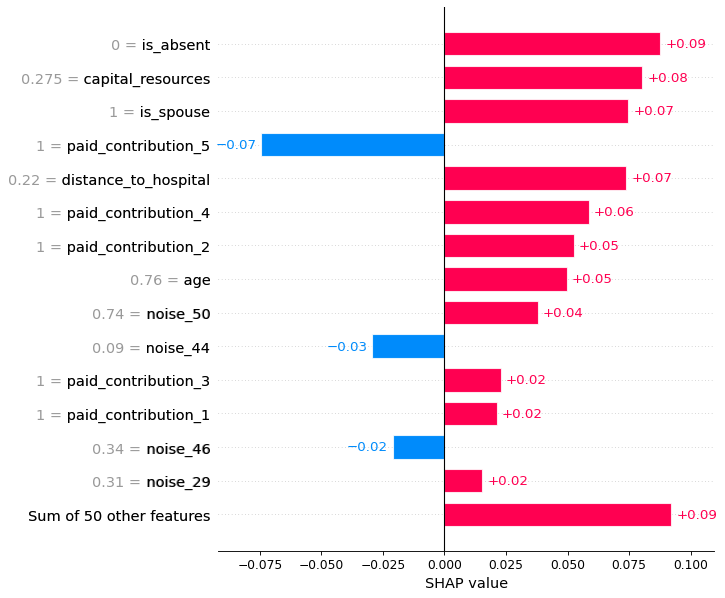 0 = is_absent +0.09
0.275 = capital_resources +0.08
1 = is_spouse +0.07
1 = paid_contribution_5 −0.07
0.22 = distance_to_hospital +0.07
1 = paid_contribution_4 +0.06
1 = paid_contribution_2 +0.05
0.76 = age +0.05
0.74 = noise_50 +0.04
0.09 = noise_44 −0.03
1 = paid_contribution_3 +0.02
1 = paid_contribution_1 +0.02
0.34 = noise_46 −0.02
0.31 = noise_29 +0.02
Sum of 50 other features +0.09
−0.075 −0.050 −0.025 0.000 0.025 0.050 0.075 0.100
SHAP value